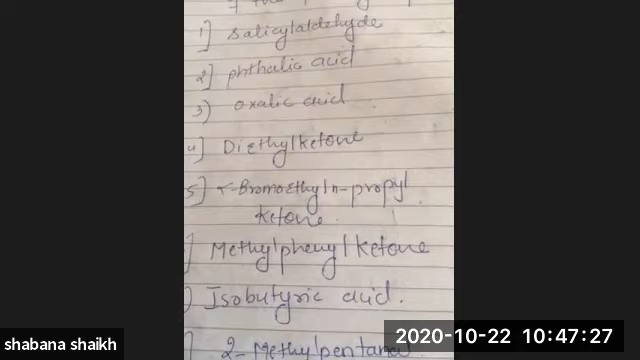 1] Salicylaldehyde
2] phthalic acid
3) oxalic acid
4] Diethylketone
5] α-Bromoethyl n-propyl
ketone.
] Methylphenylketone
) Isobutyric acid.
] 2-Methylpentanal
shabana shaikh
2020-10-22 10:47:27